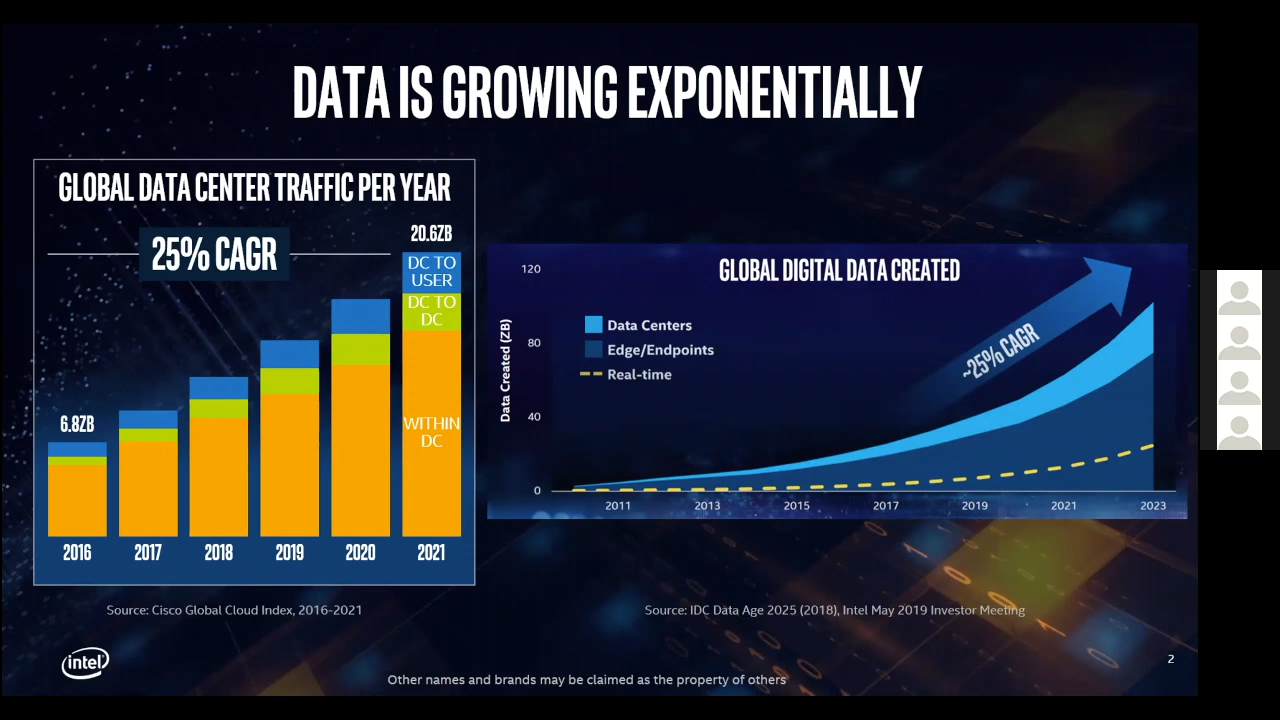 DATA IS GROWING EXPONENTIALLY
GLOBAL DATA CENTER TRAFFIC PER YEAR
25% CAGR
20.6ZB
DC TO
USER
DC TO
DC
WITHIN
DC
6.8ZB
2016 2017 2018 2019 2020 2021
Source: Cisco Global Cloud Index, 2016-2021
GLOBAL DIGITAL DATA CREATED
Data Created (ZB)
120
80
40
0
Data Centers
Edge/Endpoints
Real-time
~25% CAGR
2011 2013 2015 2017 2019 2021 2023
Source: IDC Data Age 2025 (2018), Intel May 2019 Investor Meeting
intel
Other names and brands may be claimed as the property of others
2